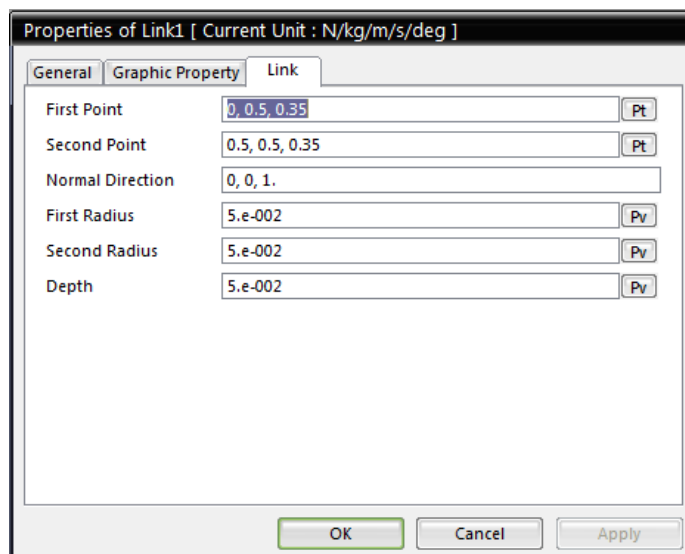 Properties of Link1 [ Current Unit : N/kg/m/s/deg ]
General Graphic Property Link
First Point 0, 0.5, 0.35 Pt
Second Point 0.5, 0.5, 0.35 Pt
Normal Direction 0, 0, 1.
First Radius 5.e-002 Pv
Second Radius 5.e-002 Pv
Depth 5.e-002 Pv
OK Cancel Apply